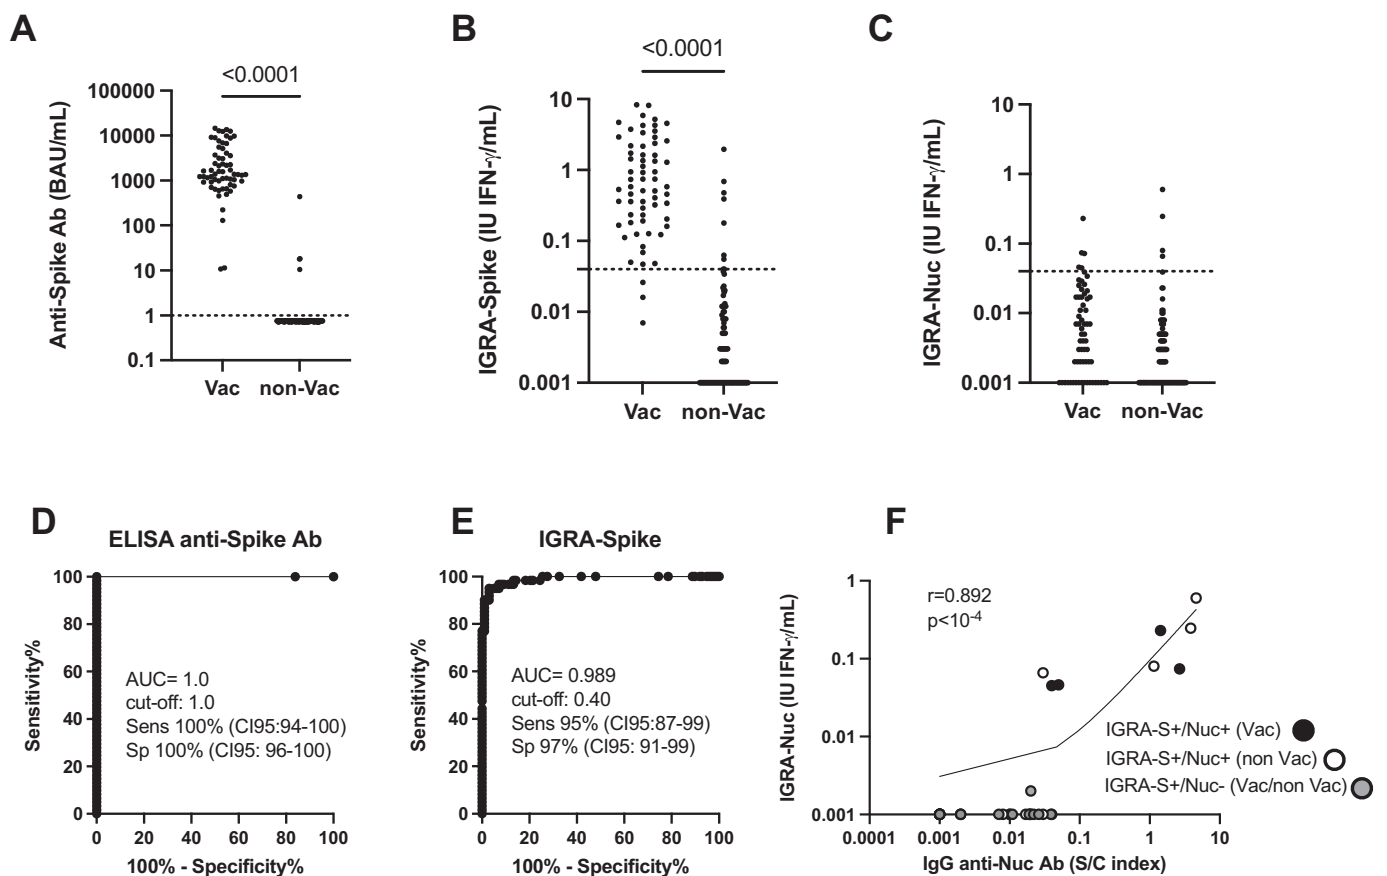 A
<0.0001
Anti-Spike Ab (BAU/mL)
100000
10000
1000
100
10
1
0.1
Vac non-Vac
B
<0.0001
IGRA-Spike (IU IFN-γ/mL)
10
1
0.1
0.01
0.001
Vac non-Vac
C
IGRA-Nuc (IU IFN-γ/mL)
10
1
0.1
0.01
0.001
Vac non-Vac
D
ELISA anti-Spike Ab
Sensitivity%
100
80
60
40
20
0
AUC= 1.0
cut-off: 1.0
Sens 100% (CI95:94-100)
Sp 100% (CI95: 96-100)
0 20 40 60 80 100
100% - Specificity%
E
IGRA-Spike
Sensitivity%
100
80
60
40
20
0
AUC= 0.989
cut-off: 0.40
Sens 95% (CI95:87-99)
Sp 97% (CI95: 91-99)
0 20 40 60 80 100
100% - Specificity%
F
IGRA-Nuc (IU IFN-γ/mL)
1
0.1
0.01
0.001
r=0.892
p<10-4
IGRA-S+/Nuc+ (Vac)
IGRA-S+/Nuc+ (non Vac)
IGRA-S+/Nuc- (Vac/non Vac)
0.0001 0.001 0.01 0.1 1 10
IgG anti-Nuc Ab (S/C index)